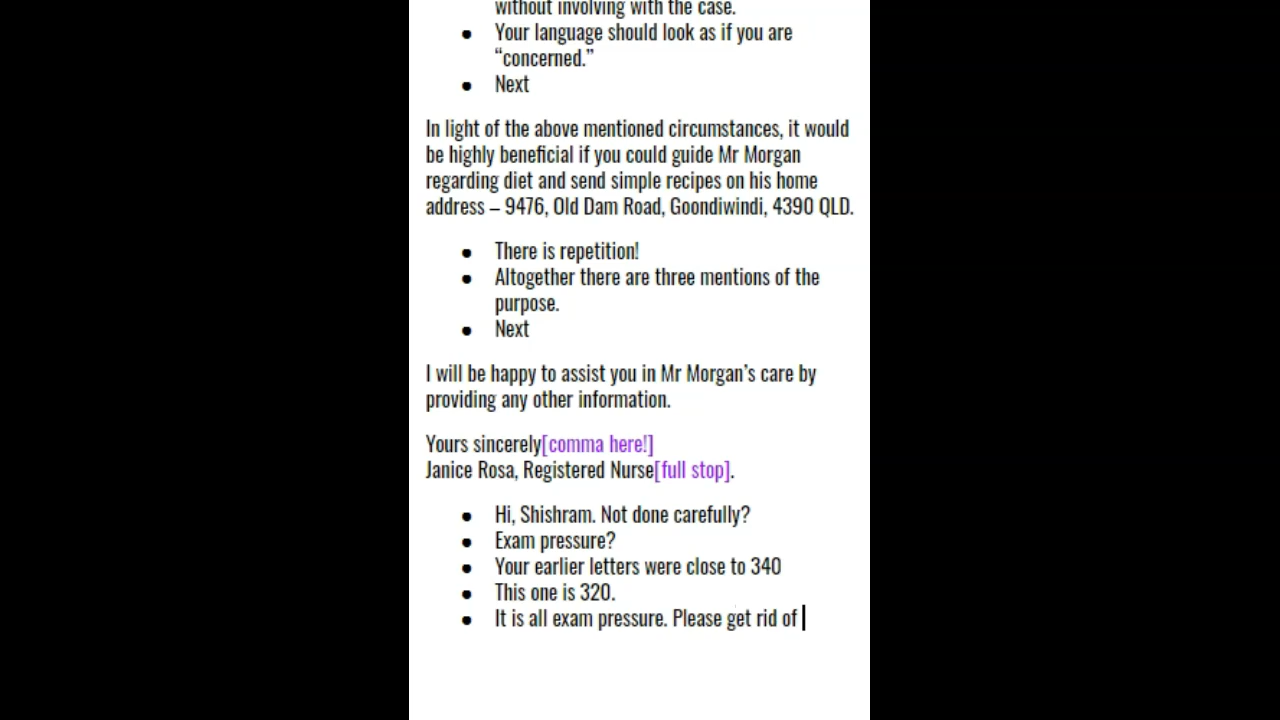 without involving with the case.
● Your language should look as if you are
“concerned.”
● Next
In light of the above mentioned circumstances, it would
be highly beneficial if you could guide Mr Morgan
regarding diet and send simple recipes on his home
address – 9476, Old Dam Road, Goondiwindi, 4390 QLD.
● There is repetition!
● Altogether there are three mentions of the
purpose.
● Next
I will be happy to assist you in Mr Morgan’s care by
providing any other information.
Yours sincerely[comma here!]
Janice Rosa, Registered Nurse[full stop].
● Hi, Shishram. Not done carefully?
● Exam pressure?
● Your earlier letters were close to 340
● This one is 320.
● It is all exam pressure. Please get rid of